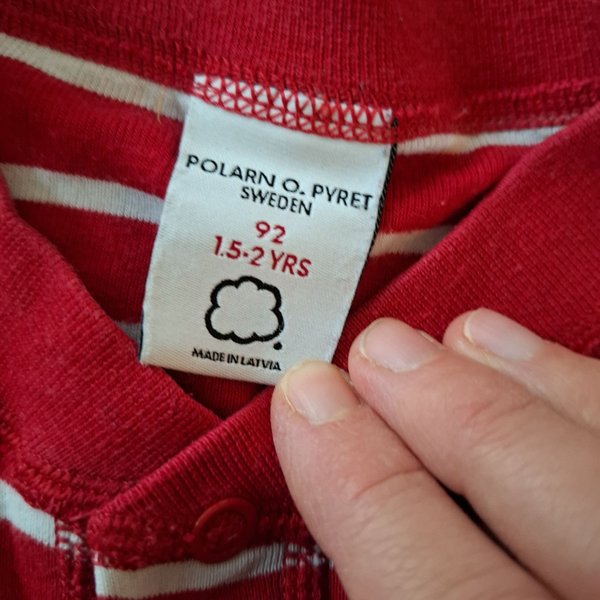 POLARN O. PYRET
SWEDEN
92
1.5-2 YRS
MADE IN LATVIA